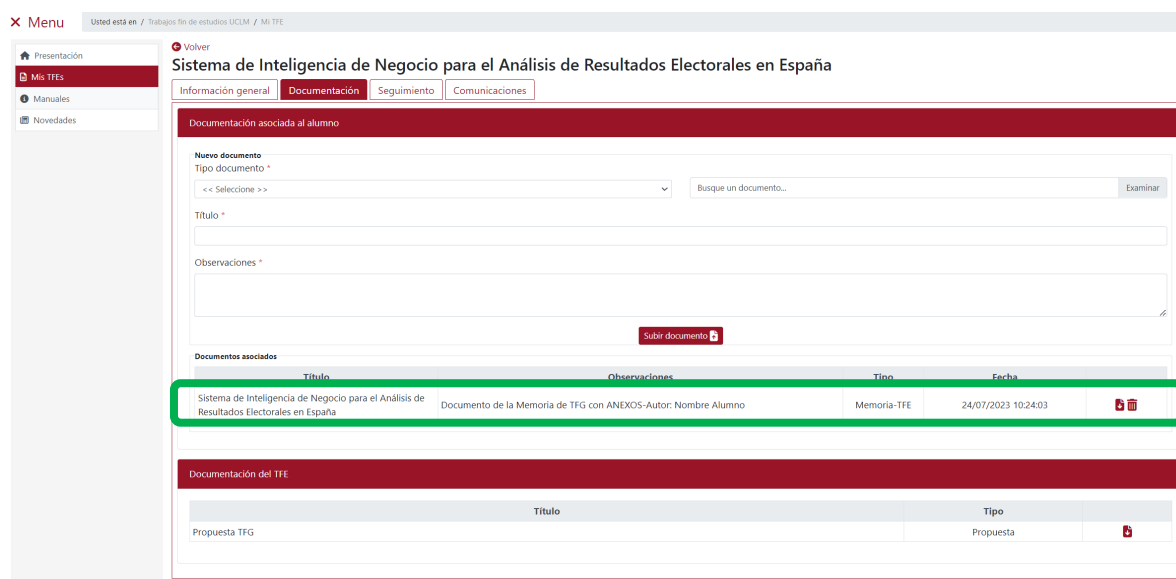 Menu
Usted está en / Trabajos fin de estudios UCLM / Mi TFE
Presentación
Mis TFEs
Manuales
Novedades
Volver
Sistema de Inteligencia de Negocio para el Análisis de Resultados Electorales en España
Información general Documentación Seguimiento Comunicaciones
Documentación asociada al alumno
Nuevo documento
Tipo documento *
<< Seleccione >> Busque un documento... Examinar
Título *
Observaciones *
Subir documento
Documentos asociados
Título Observaciones Tipo Fecha
Sistema de Inteligencia de Negocio para el Análisis de
Resultados Electorales en España
Documento de la Memoria de TFG con ANEXOS-Autor: Nombre Alumno Memoria-TFE 24/07/2023 10:24:03
Documentación del TFE
Título Tipo
Propuesta TFG Propuesta